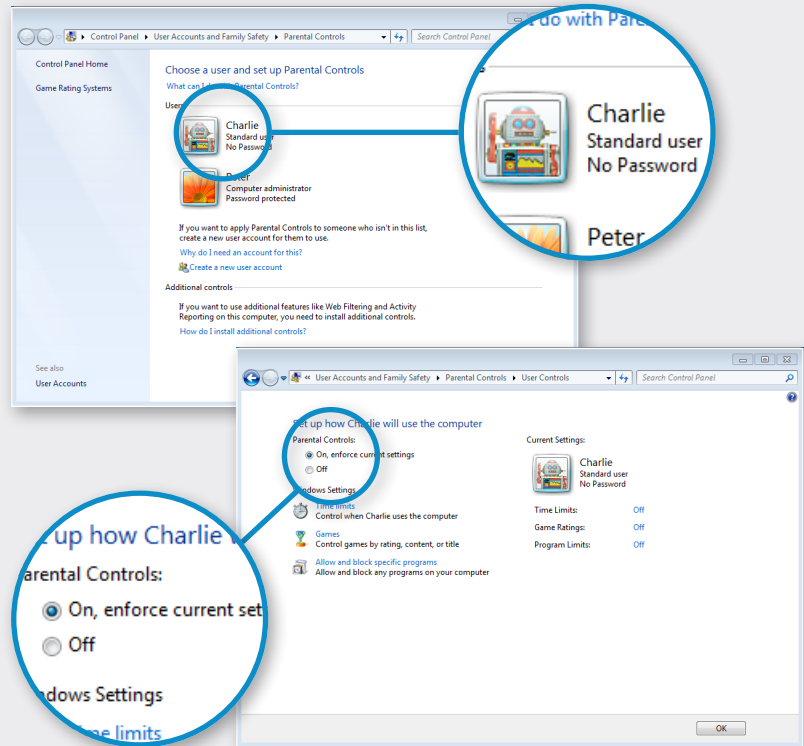 Control Panel ▸ User Accounts and Family Safety ▸ Parental Controls
Search Control Panel
Control Panel Home
Game Rating Systems
Choose a user and set up Parental Controls
What can I do with Parental Controls?
Users
Charlie
Standard user
No Password
Peter
Computer administrator
Password protected
If you want to apply Parental Controls to someone who isn't in this list,
create a new user account for them to use.
Why do I need an account for this?
Create a new user account
Additional controls
If you want to use additional features like Web Filtering and Activity
Reporting on this computer, you need to install additional controls.
How do I install additional controls?
See also
User Accounts
do with Pare
Charlie
Standard user
No Password
Peter
« User Accounts and Family Safety ▸ Parental Controls ▸ User Controls
Search Control Panel
Set up how Charlie will use the computer
Parental Controls:
On, enforce current settings
Off
Windows Settings
Time limits
Control when Charlie uses the computer
Games
Control games by rating, content, or title
Allow and block specific programs
Allow and block any programs on your computer
Current Settings:
Charlie
Standard user
No Password
Time Limits: Off
Game Ratings: Off
Program Limits: Off
OK
up how Charlie
arental Controls:
On, enforce current set
Off
dows Settings
me limits